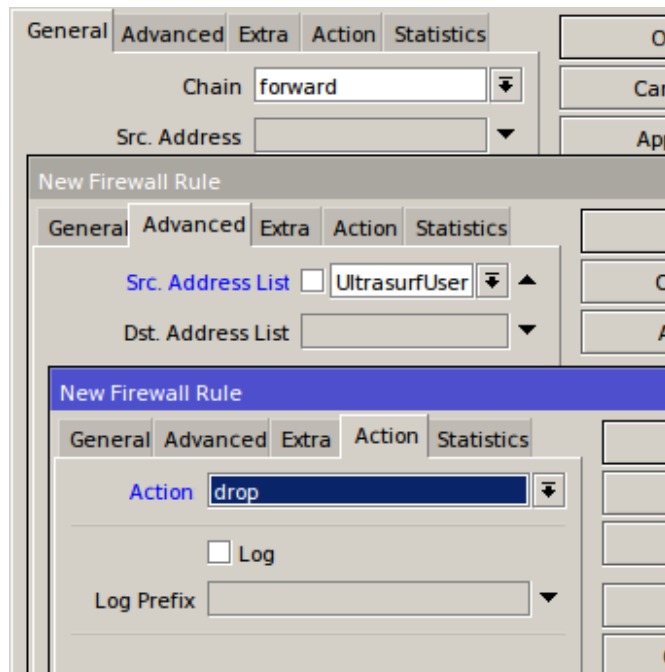 General Advanced Extra Action Statistics
Chain forward
Src. Address
New Firewall Rule
General Advanced Extra Action Statistics
Src. Address List UltrasurfUser
Dst. Address List
New Firewall Rule
General Advanced Extra Action Statistics
Action drop
Log
Log Prefix